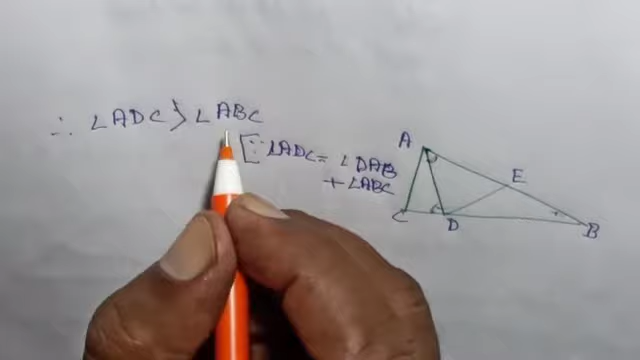 ∴ ∠ADC > ∠ABC
[∵ ∠ADC = ∠DAB
+ ∠ABC
A
E
C
D
B